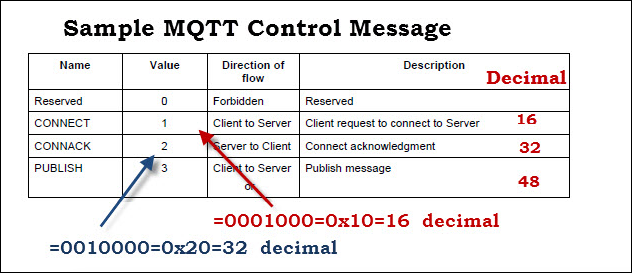 Sample MQTT Control Message
Name Value Direction of flow Description Decimal
Reserved 0 Forbidden Reserved
CONNECT 1 Client to Server Client request to connect to Server 16
CONNACK 2 Server to Client Connect acknowledgment 32
PUBLISH 3 Client to Server or Publish message 48
=0001000=0x10=16 decimal
=0010000=0x20=32 decimal